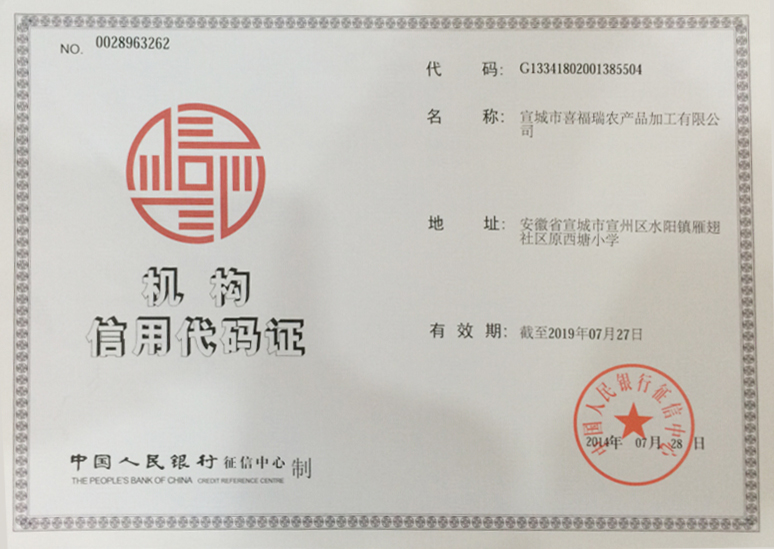 NO. 0028963262
机 构
信用代码证
中国人民银行 征信中心 制
THE PEOPLE'S BANK OF CHINA CREDIT REFERENCE CENTRE
代 码: G13341802001385504
名 称: 宣城市喜福瑞农产品加工有限公
司
地 址: 安徽省宣城市宣州区水阳镇雁翅
社区原西塘小学
有 效 期: 截至2019年07月27日
中国人民银行征信中心
2014年 07月 28 日